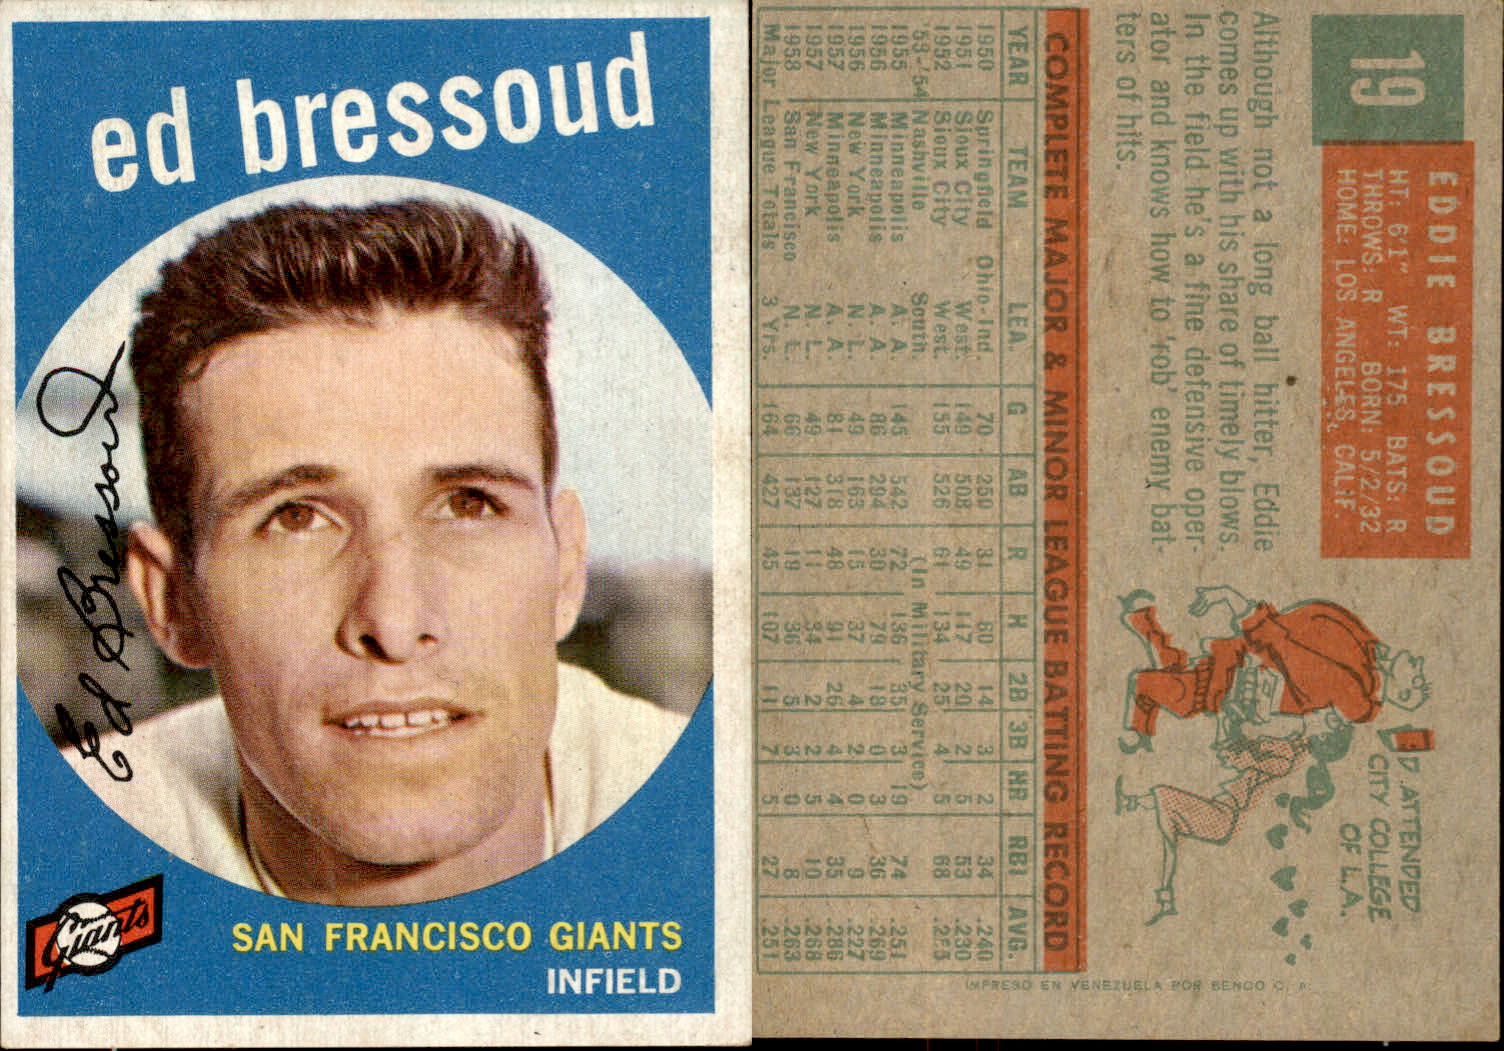 ed bressoud
Ed Bressoud
Giants
SAN FRANCISCO GIANTS
INFIELD
19
EDDIE BRESSOUD
HT: 6'1" WT: 175 BATS: R
THROWS: R BORN: 5/2/32
HOME: LOS ANGELES, CALIF.
Although not a long ball hitter, Eddie
comes up with his share of timely blows.
In the field he's a fine defensive oper-
ator and knows how to 'rob' enemy bat-
ters of hits.
ED ATTENDED
CITY COLLEGE
OF L.A.
COMPLETE MAJOR & MINOR LEAGUE BATTING RECORD
YEAR TEAM LEA. G AB R H 2B 3B HR RBI AVG.
1950 Springfield Ohio-Ind. 70 250 31 60 14 3 2 34 .240
1951 Sioux City West. 149 508 49 117 20 2 5 53 .230
1952 Sioux City West. 155 526 61 134 25 4 5 68 .255
'53-'54 Nashville South. (In Military Service)
1955 Minneapolis A. A. 145 542 72 136 35 3 19 74 .251
1956 Minneapolis A. A. 86 294 30 79 18 0 3 36 .269
1956 New York N. L. 49 163 15 37 4 2 0 9 .227
1957 Minneapolis A. A. 81 318 48 91 26 4 4 35 .286
1957 New York N. L. 49 127 11 34 2 2 5 10 .268
1958 San Francisco N. L. 66 137 19 36 5 3 0 8 .263
Major League Totals 3 Yrs. 164 427 45 107 11 7 5 27 .251
IMPRESO EN VENEZUELA POR BENCO C. A.